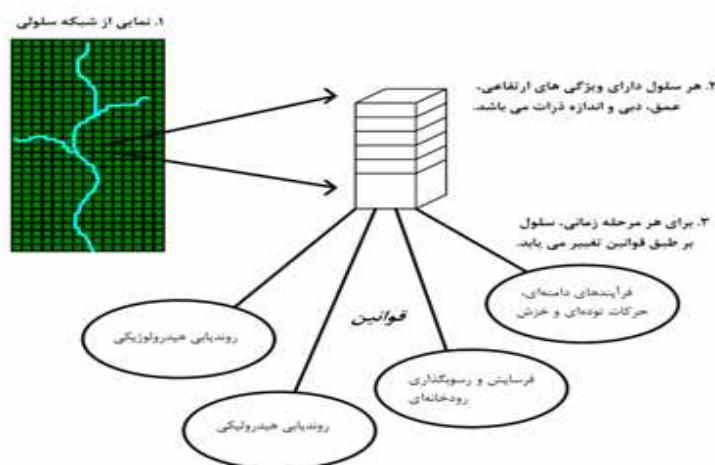 ۱. نمایی از شبکه سلولی
۲. هر سلول دارای ویژگی های ارتفاعی،
عمق، دبی و اندازه ذرات می باشد.
۳. برای هر مرحله زمانی، سلول
بر طبق قوانین تغییر می یابد.
فرآیندهای دامنه‌ای،
حرکات توده‌ای و خزش
قوانین
روندیابی هیدرولوژیکی
فرسایش و رسوبگذاری
رودخانه‌ای
روندیابی هیدرولیکی